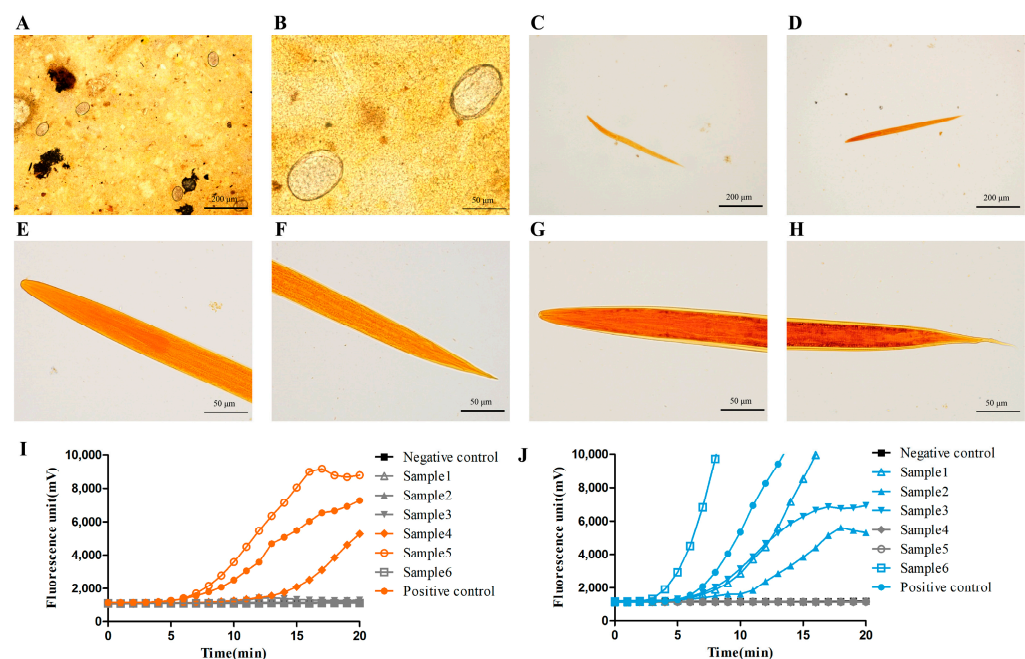 A
B
C
D
200 μm
50 μm
200 μm
200 μm
E
F
G
H
50 μm
50 μm
50 μm
50 μm
I
Fluorescence unit(mV)
10,000
8,000
6,000
4,000
2,000
0
0
5
10
15
20
Time(min)
Negative control
Sample1
Sample2
Sample3
Sample4
Sample5
Sample6
Positive control
J
Fluorescence unit(mV)
10,000
8,000
6,000
4,000
2,000
0
0
5
10
15
20
Time(min)
Negative control
Sample1
Sample2
Sample3
Sample4
Sample5
Sample6
Positive control